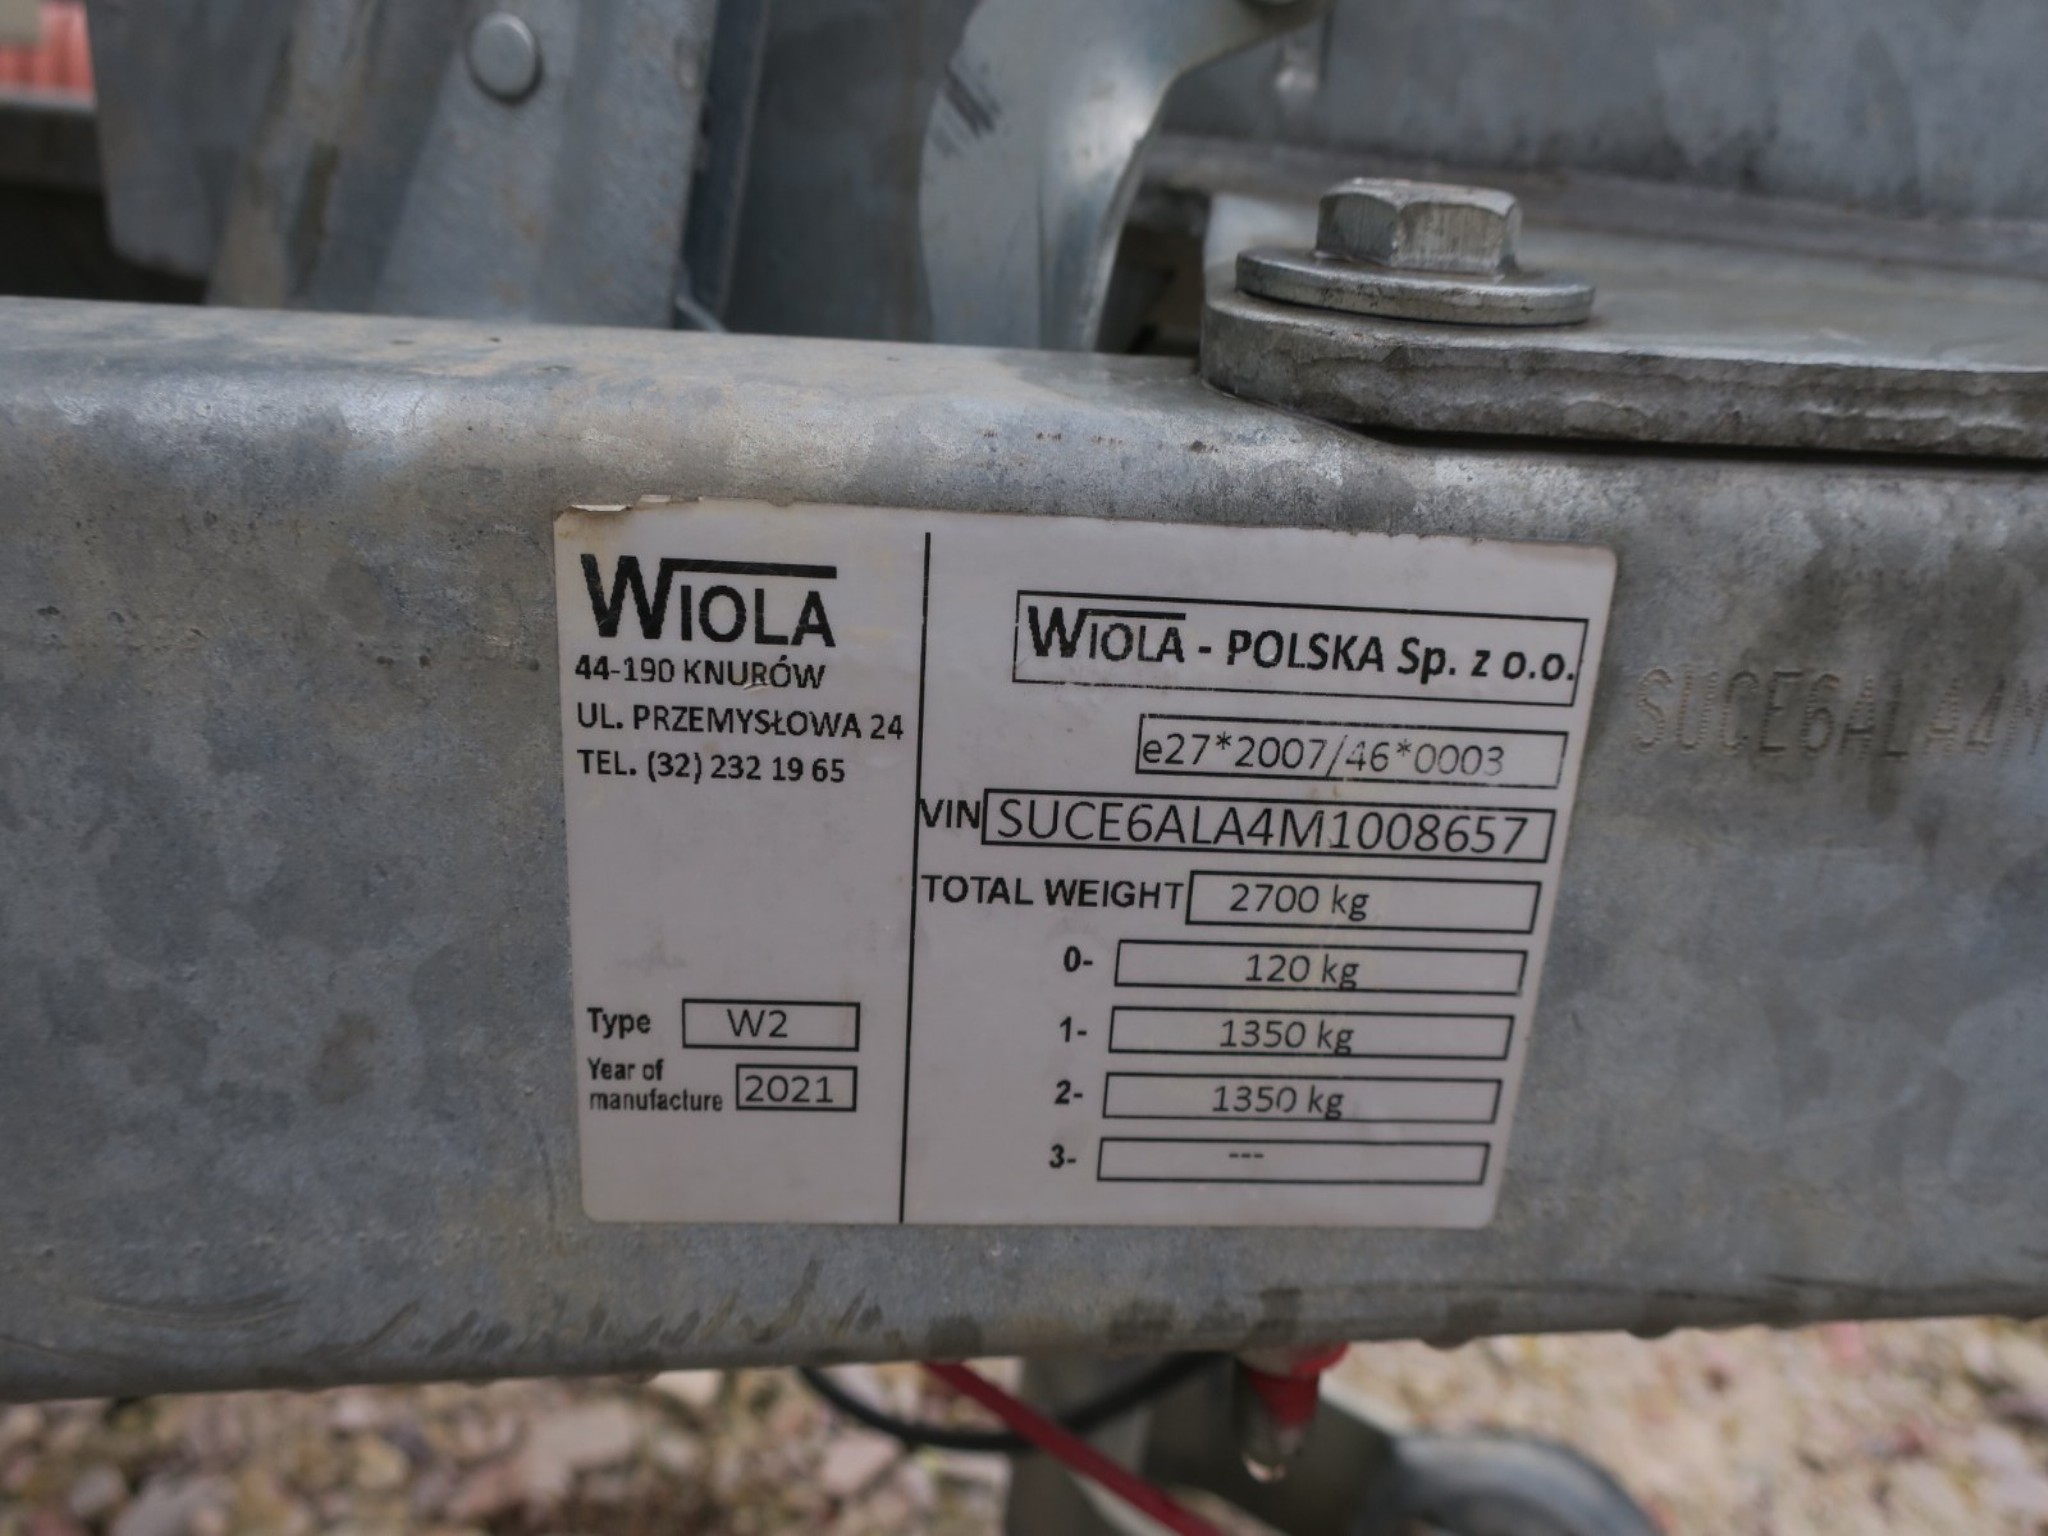 WIOLA
44-190 KNURÓW
UL. PRZEMYSŁOWA 24
TEL. (32) 232 19 65
Type W2
Year of
manufacture 2021
WIOLA - POLSKA Sp. z o.o.
e27*2007/46*0003
VIN SUCE6ALA4M1008657
TOTAL WEIGHT 2700 kg
0- 120 kg
1- 1350 kg
2- 1350 kg
3- ---
SUCE6ALA4M